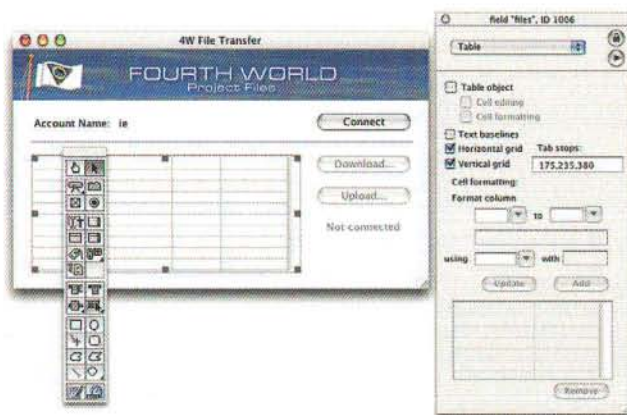 4W File Transfer
FOURTH WORLD
Project Files
Account Name: ie
Connect
Download...
Upload...
Not connected
field "files", ID 1006
Table
Table object
Cell editing
Cell formatting
Text baselines
Horizontal grid Tab stops:
Vertical grid 175,235,380
Cell formatting:
Format column
to
using with
Update Add
Remove